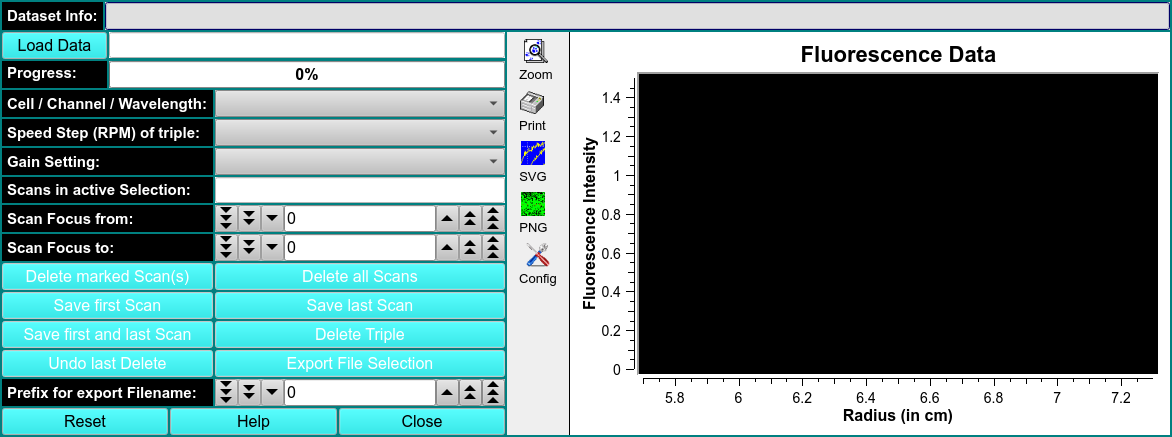 Dataset Info:
Load Data
Progress: 0%
Cell / Channel / Wavelength:
Speed Step (RPM) of triple:
Gain Setting:
Scans in active Selection:
Scan Focus from: 0
Scan Focus to: 0
Delete marked Scan(s) Delete all Scans
Save first Scan Save last Scan
Save first and last Scan Delete Triple
Undo last Delete Export File Selection
Prefix for export Filename: 0
Reset Help Close
Zoom
Print
SVG
PNG
Config
Fluorescence Data
Fluorescence Intensity
1.4
1.2
1
0.8
0.6
0.4
0.2
0
5.8 6 6.2 6.4 6.6 6.8 7 7.2
Radius (in cm)